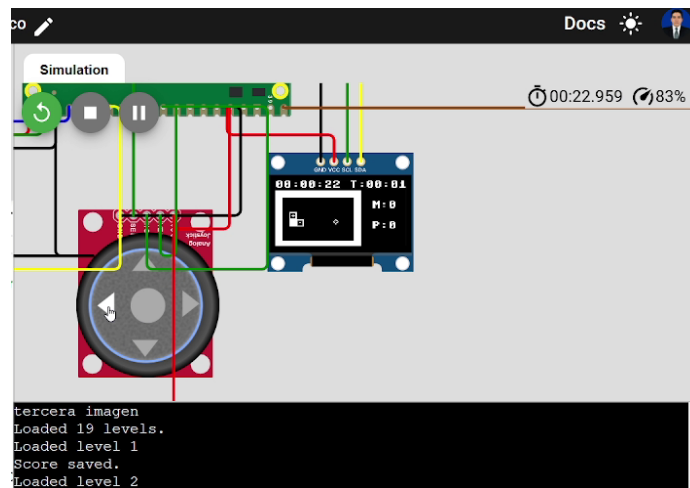 co
Docs
Simulation
00:22.959 83%
GND VCC SCL SDA
00:00:22 T:00:01
M:0
P:0
Analog
Joystick
tercera imagen
Loaded 19 levels.
Loaded level 1
Score saved.
Loaded level 2